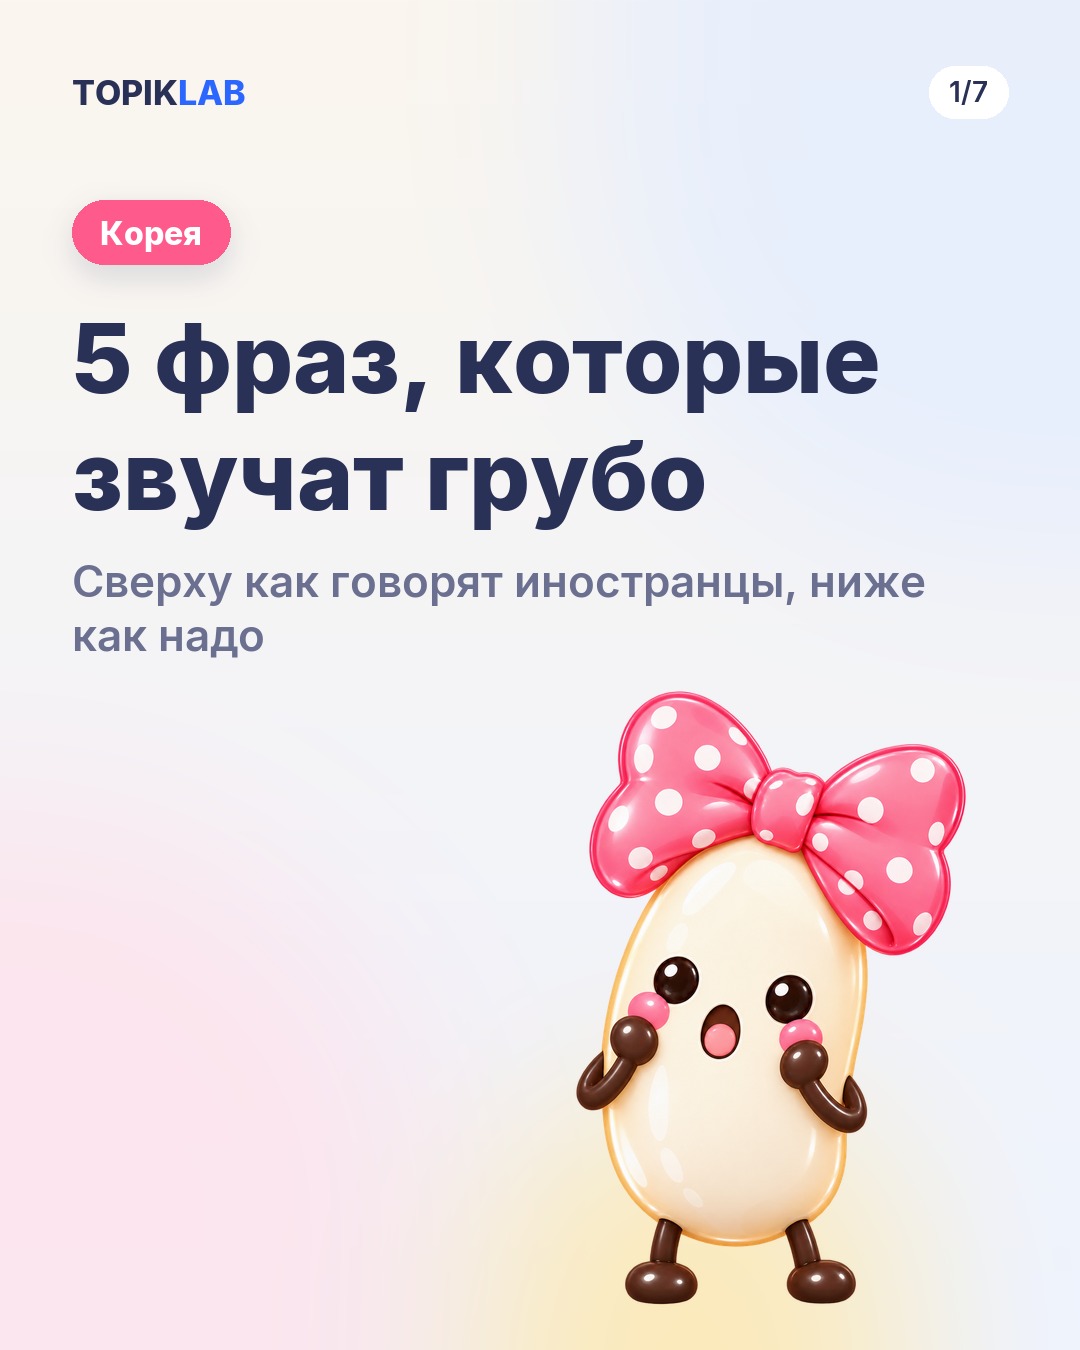 TOPIKLAB
1/7
Корея
5 фраз, которые
звучат грубо
Сверху как говорят иностранцы, ниже
как надо